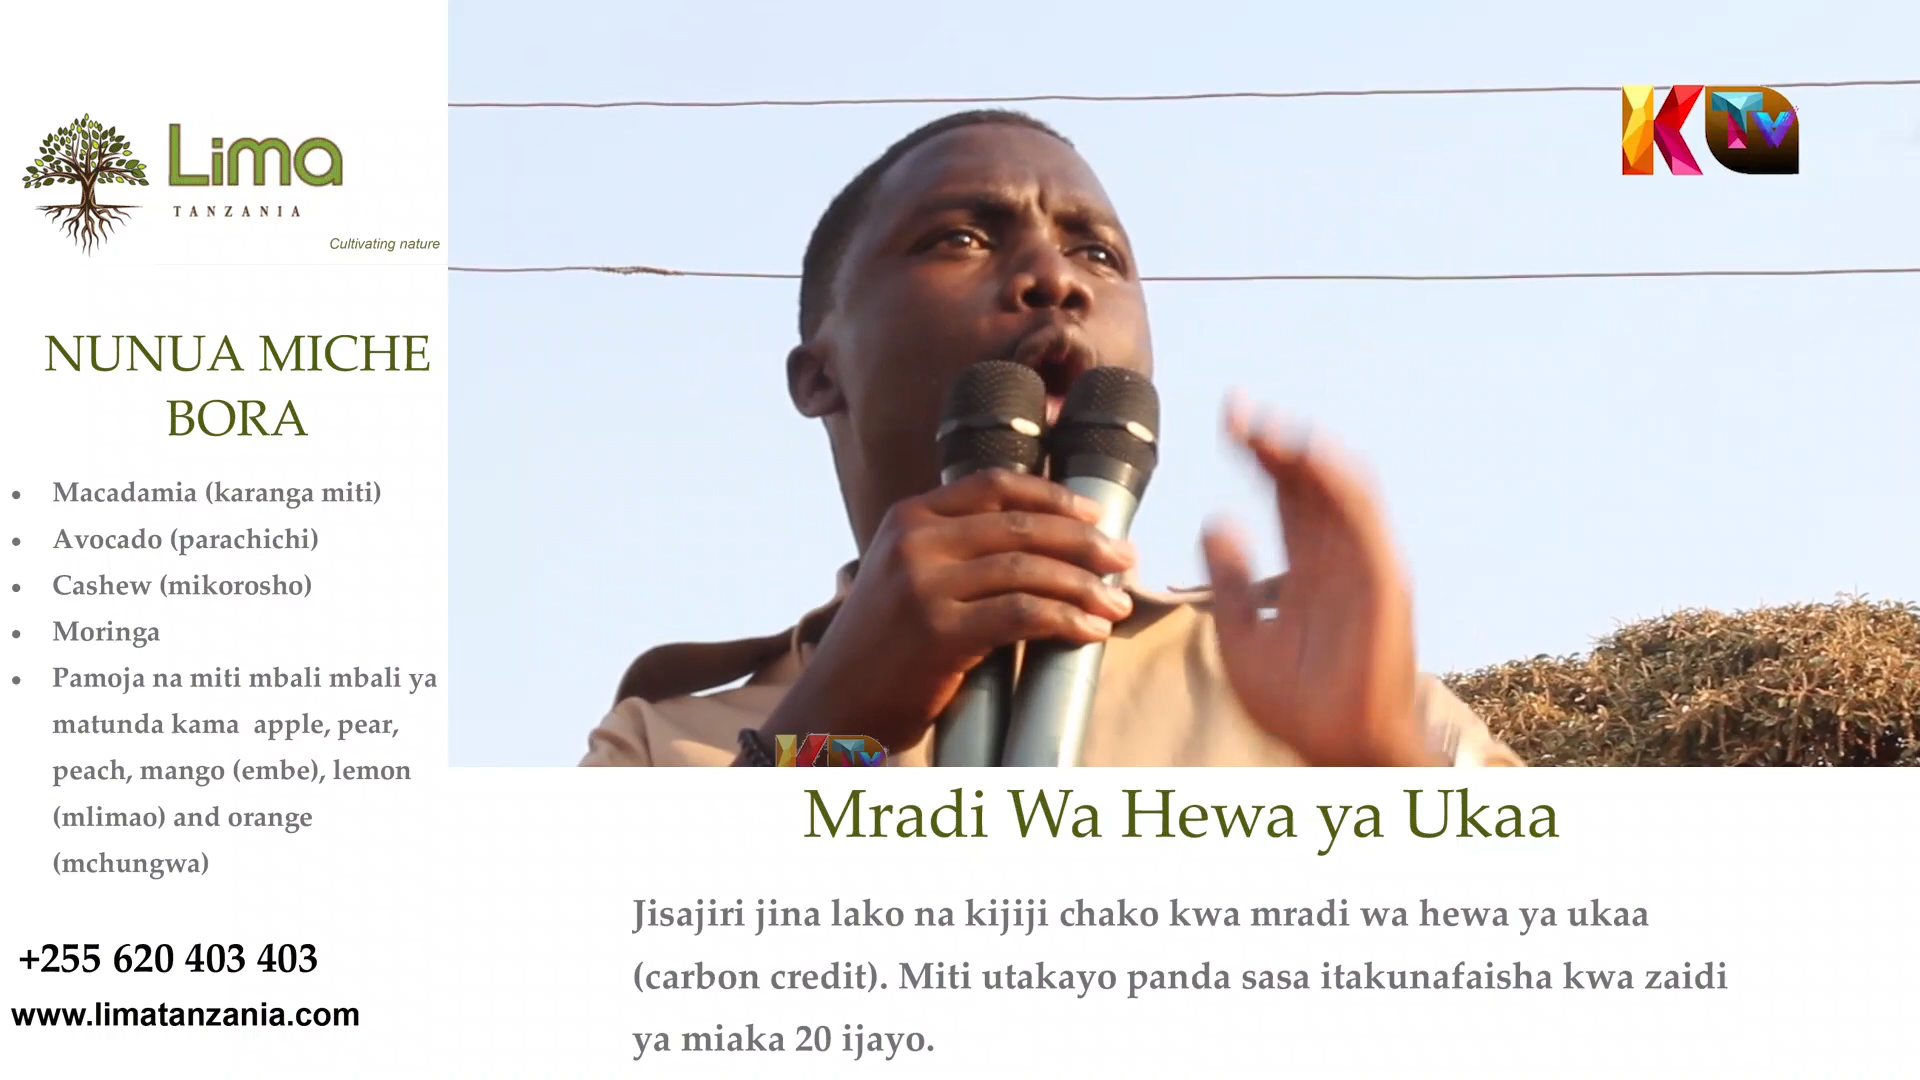 Lima
TANZANIA
Cultivating nature
NUNUA MICHE
BORA
• Macadamia (karanga miti)
• Avocado (parachichi)
• Cashew (mikorosho)
• Moringa
• Pamoja na miti mbali mbali ya
matunda kama apple, pear,
peach, mango (embe), lemon
(mlimao) and orange
(mchungwa)
+255 620 403 403
www.limatanzania.com
KTv
KTv
Mradi Wa Hewa ya Ukaa
Jisajiri jina lako na kijiji chako kwa mradi wa hewa ya ukaa
(carbon credit). Miti utakayo panda sasa itakunafaisha kwa zaidi
ya miaka 20 ijayo.